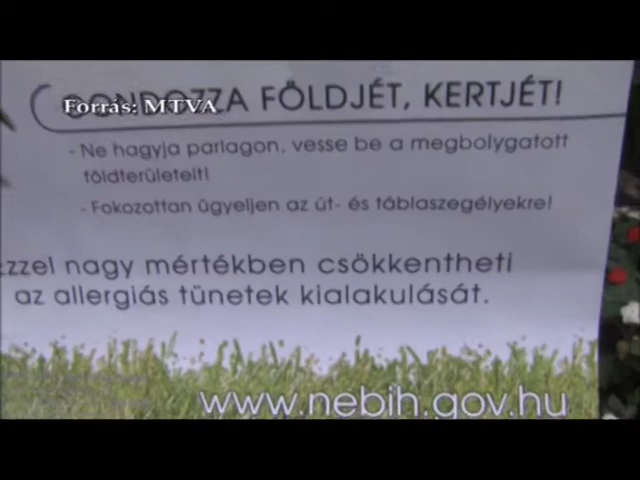 Forrás: MTVA
GONDOZZA FÖLDJÉT, KERTJÉT!
- Ne hagyja parlagon, vesse be a megbolygatott
földterületeit!
- Fokozottan ügyeljen az út- és táblaszegélyekre!
zzel nagy mértékben csökkentheti
az allergiás tünetek kialakulását.
www.nebih.gov.hu